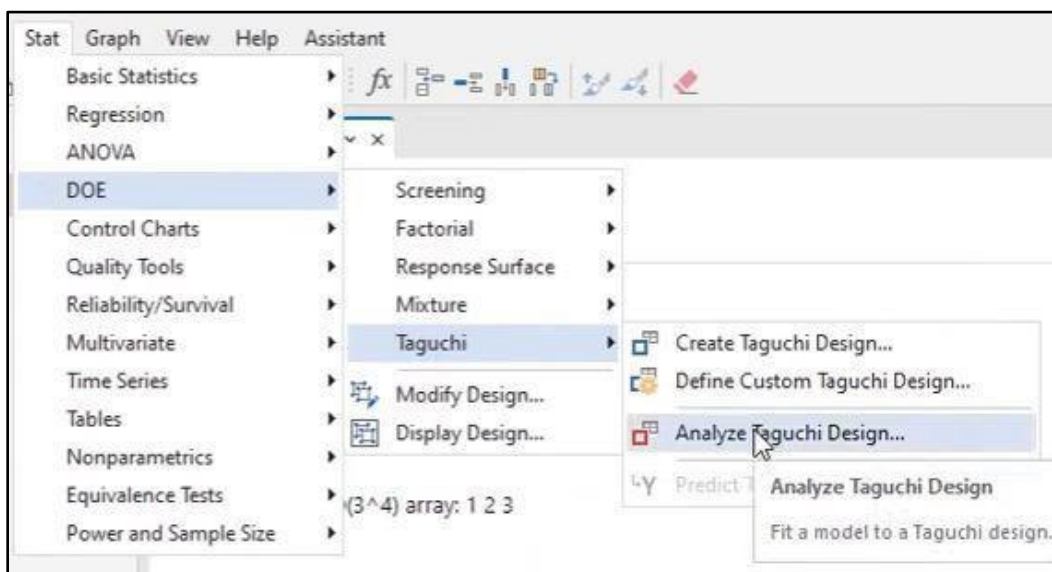 Stat Graph View Help Assistant
Basic Statistics
fx
Regression
ANOVA
DOE
Control Charts
Quality Tools
Reliability/Survival
Multivariate
Time Series
Tables
Nonparametrics
Equivalence Tests
Power and Sample Size
Screening
Factorial
Response Surface
Mixture
Taguchi
Modify Design...
Display Design...
(3^4) array: 1 2 3
Create Taguchi Design...
Define Custom Taguchi Design...
Analyze Taguchi Design...
Predict
Analyze Taguchi Design
Fit a model to a Taguchi design.